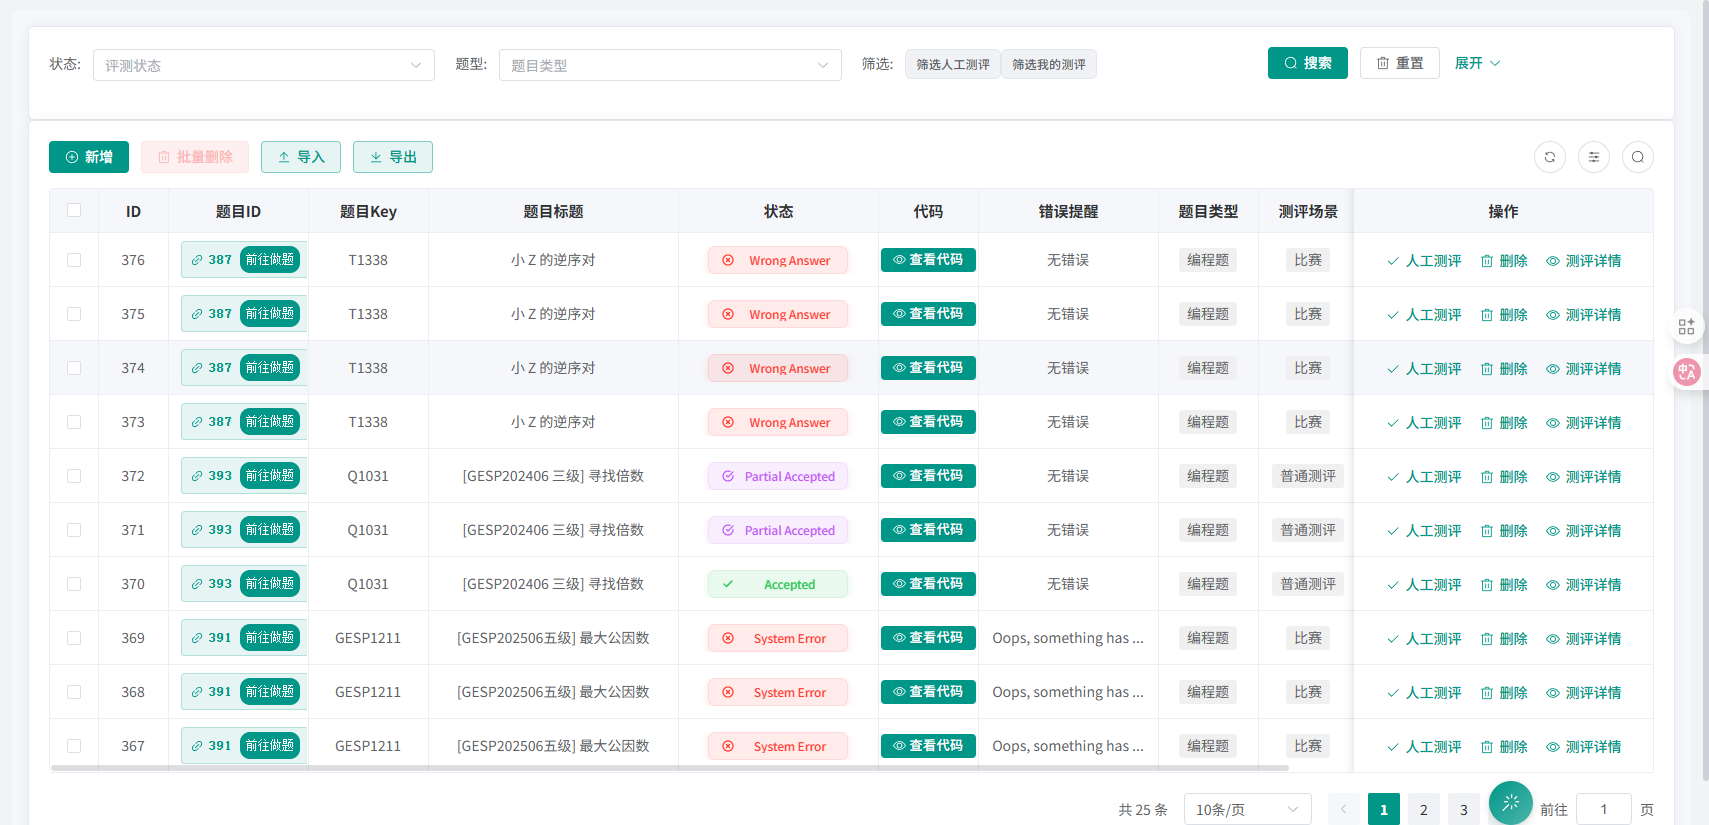 状态: 评测状态 题型: 题目类型 筛选: 筛选人工测评 筛选我的测评 搜索 重置 展开
新增 批量删除 导入 导出
ID 题目ID 题目Key 题目标题 状态 代码 错误提醒 题目类型 测评场景 操作
376 387 前往做题 T1338 小 Z 的逆序对 Wrong Answer 查看代码 无错误 编程题 比赛 人工测评 删除 测评详情
375 387 前往做题 T1338 小 Z 的逆序对 Wrong Answer 查看代码 无错误 编程题 比赛 人工测评 删除 测评详情
374 387 前往做题 T1338 小 Z 的逆序对 Wrong Answer 查看代码 无错误 编程题 比赛 人工测评 删除 测评详情
373 387 前往做题 T1338 小 Z 的逆序对 Wrong Answer 查看代码 无错误 编程题 比赛 人工测评 删除 测评详情
372 393 前往做题 Q1031 [GESP202406 三级] 寻找倍数 Partial Accepted 查看代码 无错误 编程题 普通测评 人工测评 删除 测评详情
371 393 前往做题 Q1031 [GESP202406 三级] 寻找倍数 Partial Accepted 查看代码 无错误 编程题 普通测评 人工测评 删除 测评详情
370 393 前往做题 Q1031 [GESP202406 三级] 寻找倍数 Accepted 查看代码 无错误 编程题 普通测评 人工测评 删除 测评详情
369 391 前往做题 GESP1211 [GESP202506五级] 最大公因数 System Error 查看代码 Oops, something has ... 编程题 比赛 人工测评 删除 测评详情
368 391 前往做题 GESP1211 [GESP202506五级] 最大公因数 System Error 查看代码 Oops, something has ... 编程题 比赛 人工测评 删除 测评详情
367 391 前往做题 GESP1211 [GESP202506五级] 最大公因数 System Error 查看代码 Oops, something has ... 编程题 比赛 人工测评 删除 测评详情
共 25 条 10条/页 1 2 3 前往 1 页